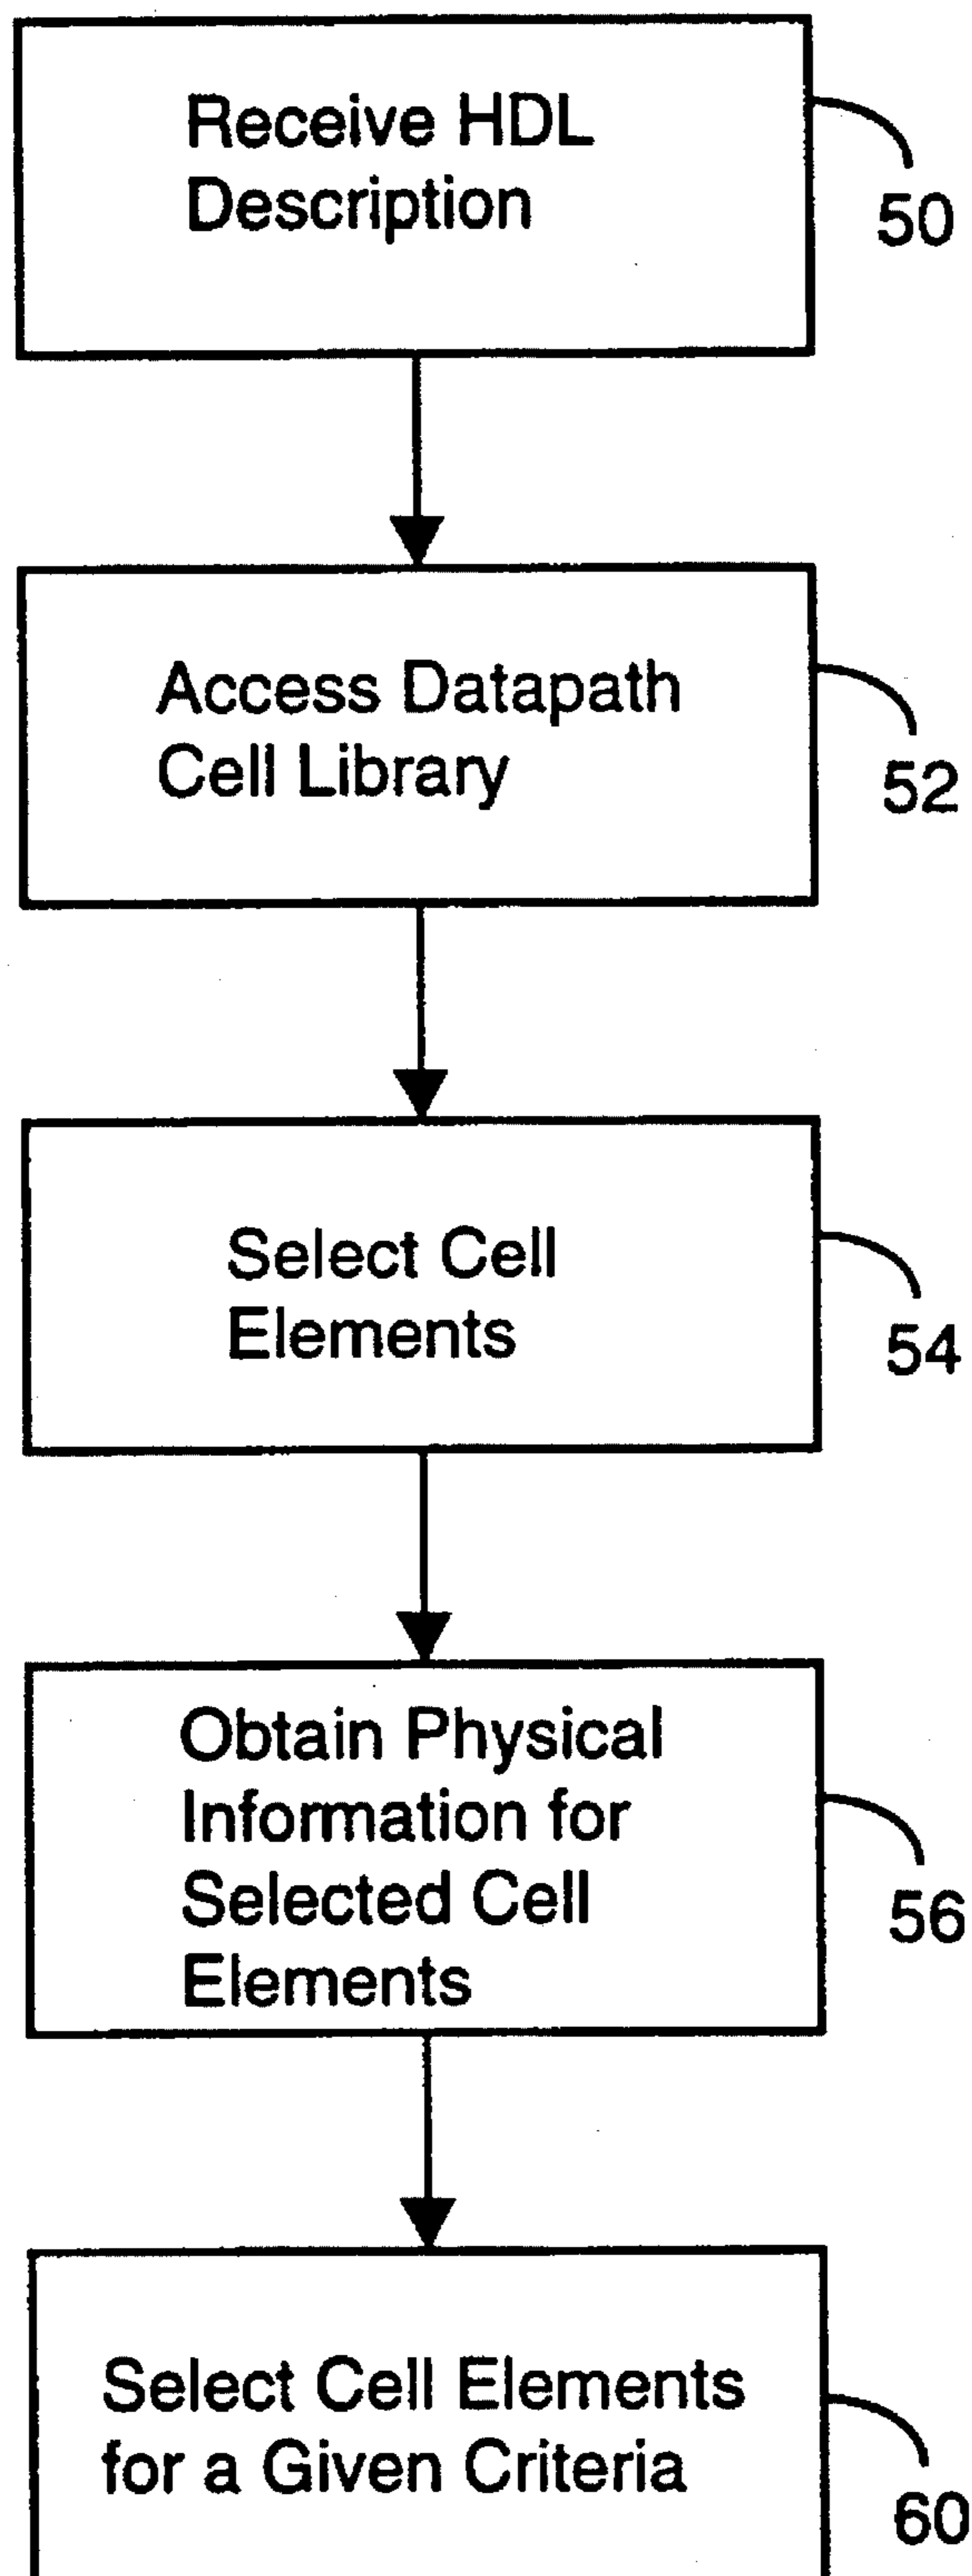 Receive HDL
Description
50
Access Datapath
Cell Library
52
Select Cell
Elements
54
Obtain Physical
Information for
Selected Cell
Elements
56
Select Cell Elements
for a Given Criteria
60